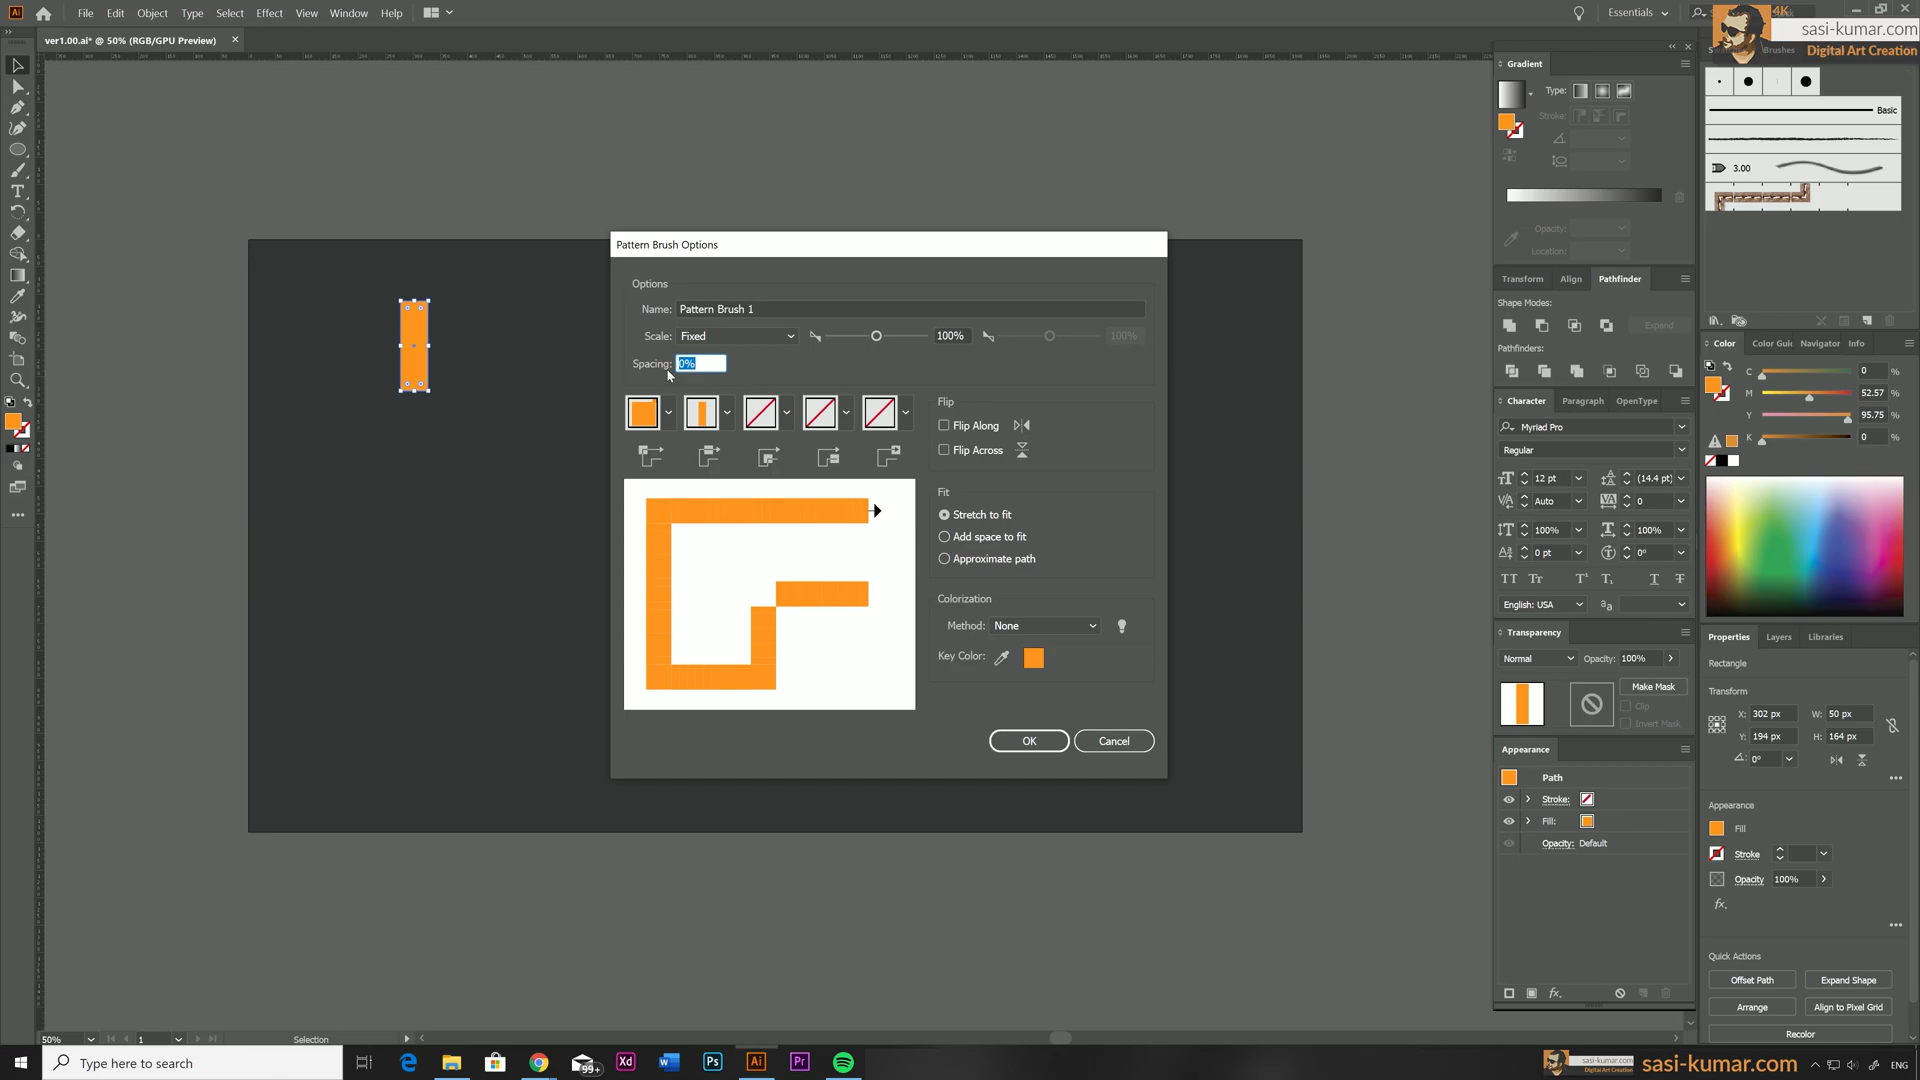 Ai File Edit Object Type Select Effect View Window Help
Essentials
4K
sasi-kumar.com
Digital Art Creation
ver1.00.ai* @ 50% (RGB/GPU Preview)
Brushes
Gradient
Type:
Stroke:
Basic
3.00
Opacity:
Location:
Pattern Brush Options
Options
Name: Pattern Brush 1
Scale: Fixed 100% 100%
Spacing: 0%
Flip
Flip Along
Flip Across
Fit
Stretch to fit
Add space to fit
Approximate path
Colorization
Method: None
Key Color:
OK Cancel
Transform Align Pathfinder
Shape Modes:
Expand
Pathfinders:
Color Color Guid Navigator Info
C 0 %
M 52.57 %
Y 95.75 %
K 0 %
Character Paragraph OpenType
Myriad Pro
Regular
12 pt (14.4 pt)
Auto 0
100% 100%
0 pt 0°
English: USA
Transparency
Normal Opacity: 100%
Make Mask
Clip
Invert Mask
Properties Layers Libraries
Rectangle
Transform
X: 302 px W: 50 px
Y: 194 px H: 164 px
0°
Appearance
Path
Stroke:
Fill:
Opacity: Default
Appearance
Fill
Stroke
Opacity 100%
fx.
Quick Actions
Offset Path Expand Shape
Arrange Align to Pixel Grid
Recolor
50% 1 Selection
Type here to search
99+ Xd W Ps Ai Pr
sasi-kumar.com
Digital Art Creation
sasi-kumar.com
ENG